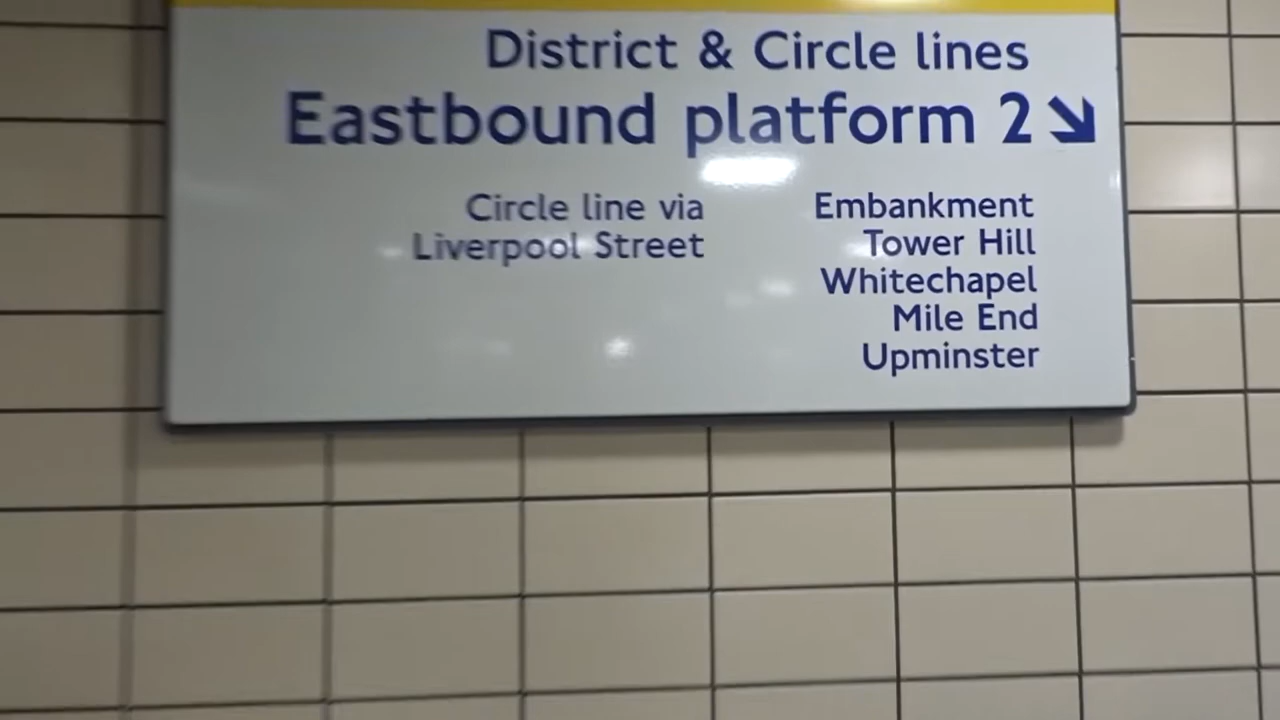 District & Circle lines
Eastbound platform 2 ↘
Circle line via
Liverpool Street
Embankment
Tower Hill
Whitechapel
Mile End
Upminster